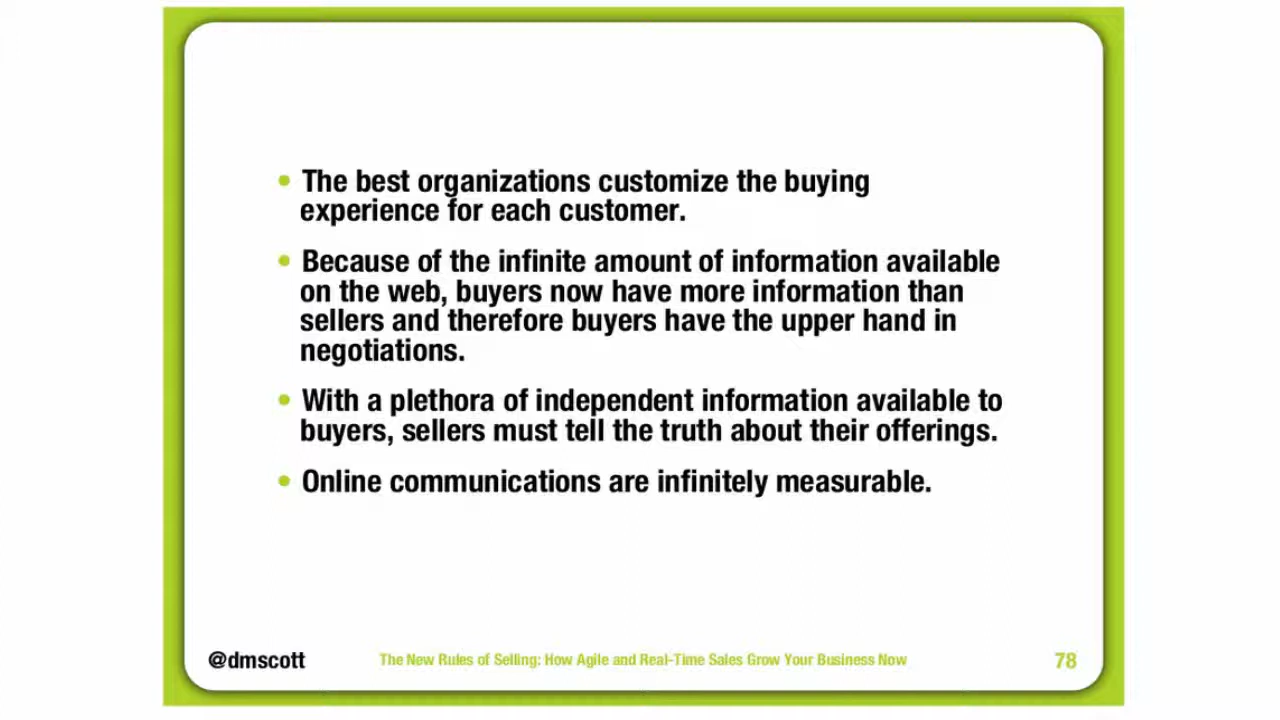 • The best organizations customize the buying
experience for each customer.
• Because of the infinite amount of information available
on the web, buyers now have more information than
sellers and therefore buyers have the upper hand in
negotiations.
• With a plethora of independent information available to
buyers, sellers must tell the truth about their offerings.
• Online communications are infinitely measurable.
@dmscott
The New Rules of Selling: How Agile and Real-Time Sales Grow Your Business Now
78